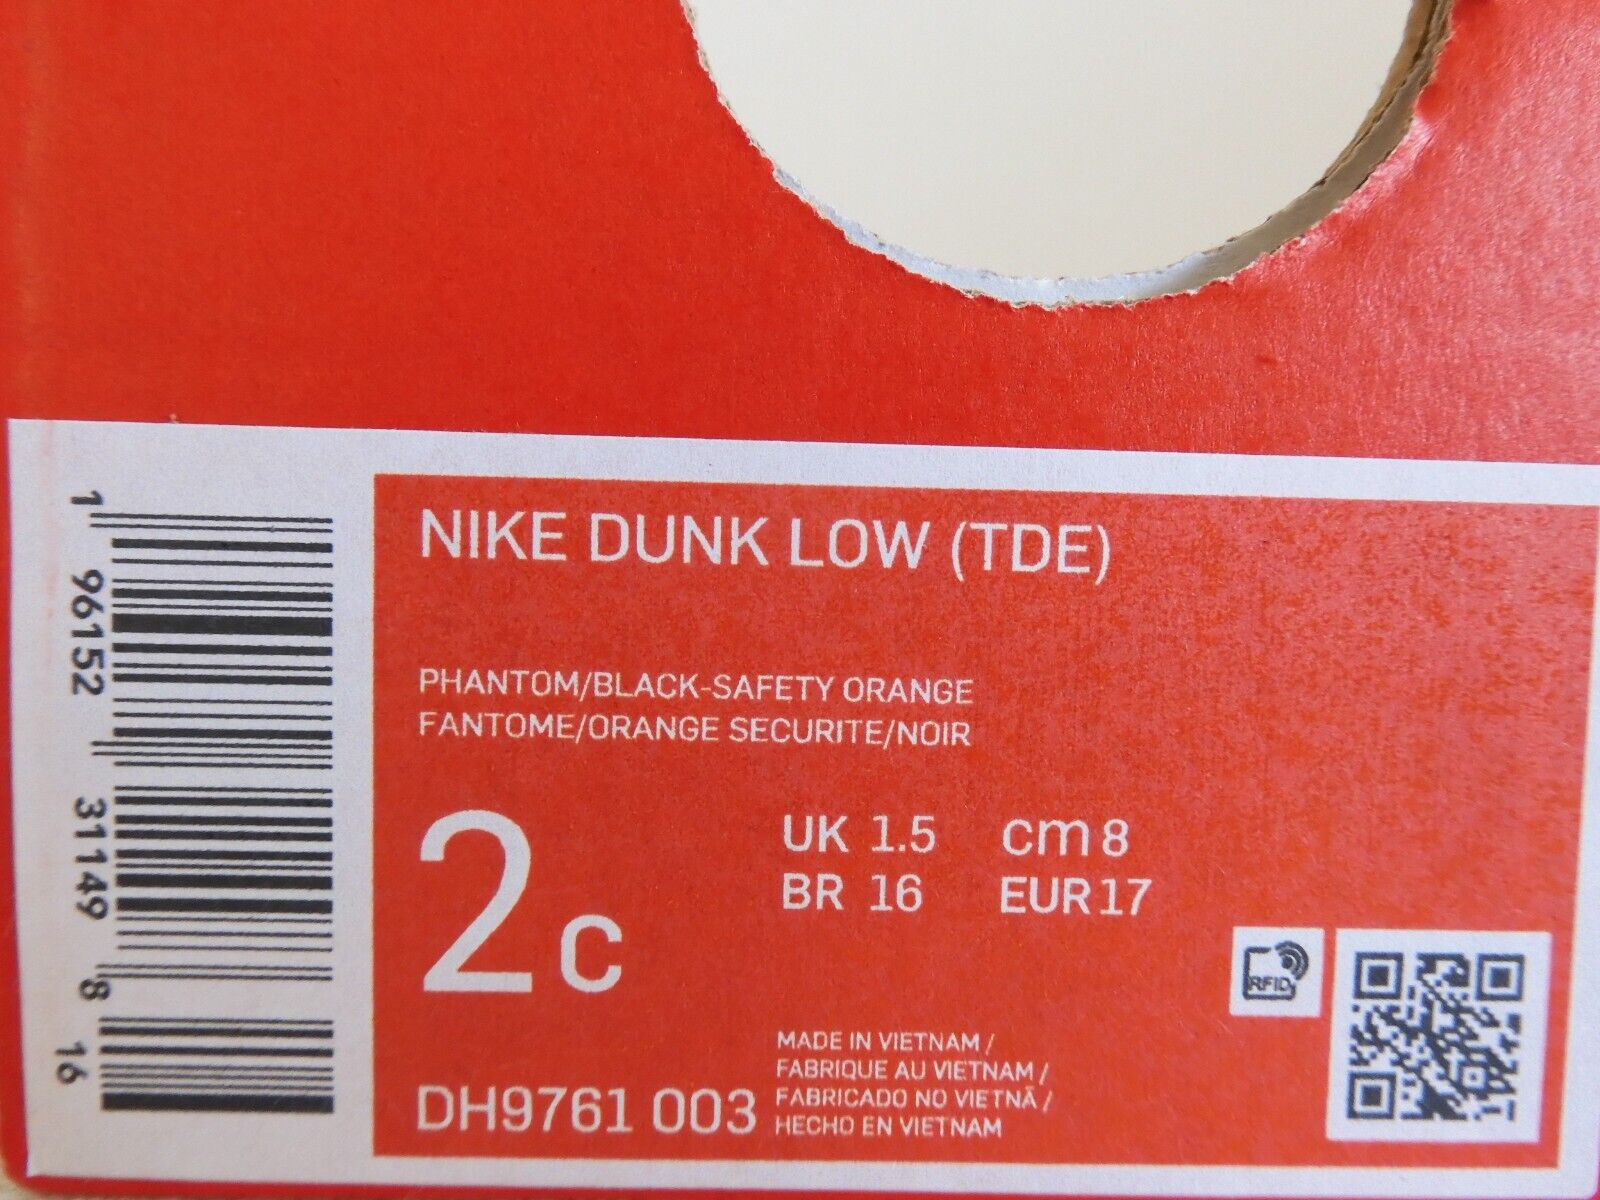 1 96152 31149 8 16
NIKE DUNK LOW (TDE)
PHANTOM/BLACK-SAFETY ORANGE
FANTOME/ORANGE SECURITE/NOIR
2c
UK 1.5 cm 8
BR 16 EUR 17
RFID
DH9761 003
MADE IN VIETNAM /
FABRIQUE AU VIETNAM /
FABRICADO NO VIETNÃ /
HECHO EN VIETNAM